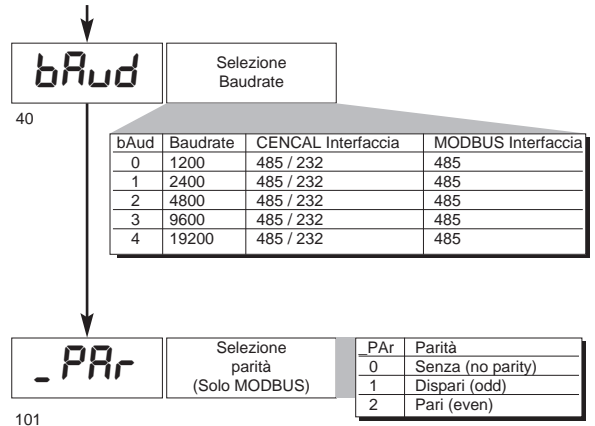 bAud
Selezione
Baudrate
40
bAud Baudrate CENCAL Interfaccia MODBUS Interfaccia
0 1200 485 / 232 485
1 2400 485 / 232 485
2 4800 485 / 232 485
3 9600 485 / 232 485
4 19200 485 / 232 485
_PAr
Selezione
parità
(Solo MODBUS)
_PAr Parità
0 Senza (no parity)
1 Dispari (odd)
2 Pari (even)
101